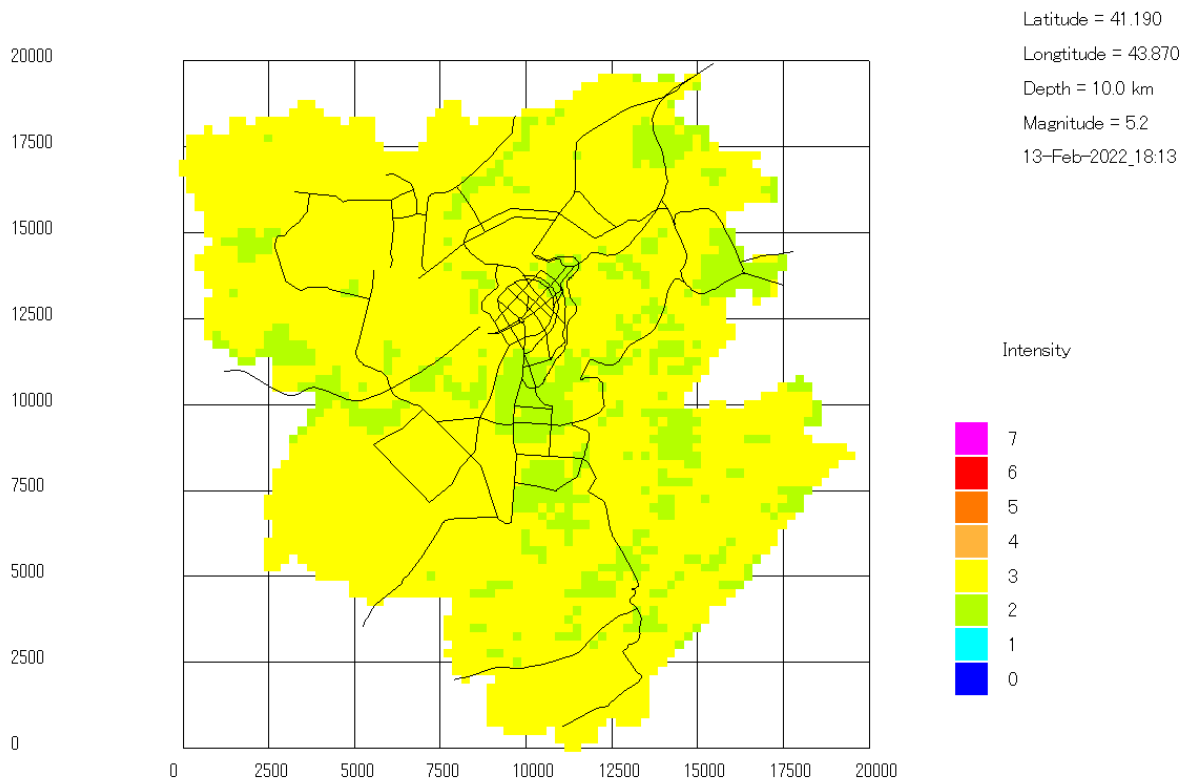 Latitude = 41.190
Longtitude = 43.870
Depth = 10.0 km
Magnitude = 5.2
13-Feb-2022_18:13
20000
17500
15000
12500
10000
7500
5000
2500
0
0 2500 5000 7500 10000 12500 15000 17500 20000
Intensity
7
6
5
4
3
2
1
0